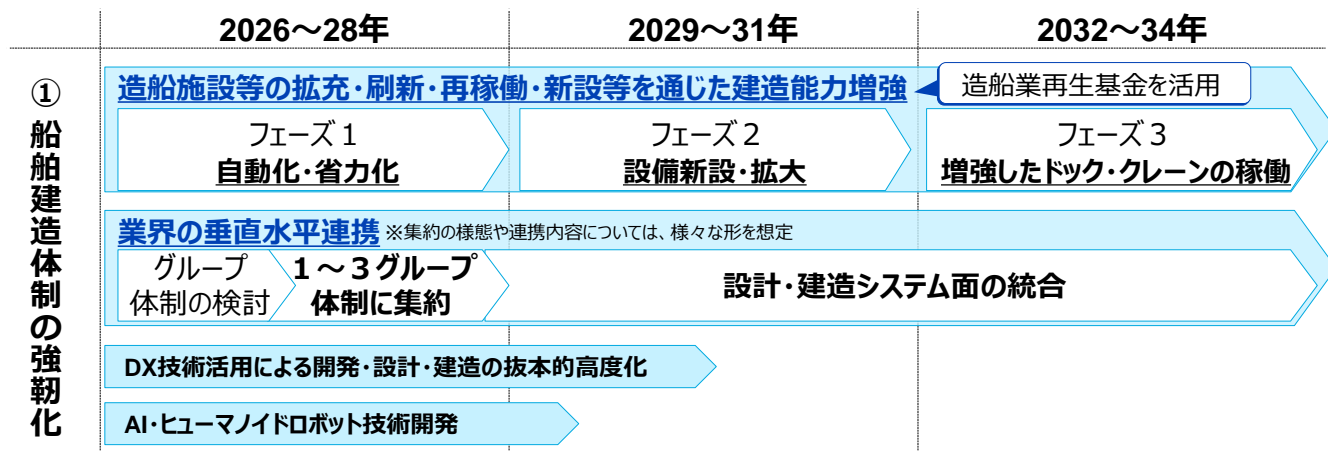 2026～28年
2029～31年
2032～34年
①船舶建造体制の強靭化
造船施設等の拡充・刷新・再稼働・新設等を通じた建造能力増強
造船業再生基金を活用
フェーズ１
自動化・省力化
フェーズ２
設備新設・拡大
フェーズ３
増強したドック・クレーンの稼働
業界の垂直水平連携 ※集約の様態や連携内容については、様々な形を想定
グループ
体制の検討
１～３グループ
体制に集約
設計・建造システム面の統合
DX技術活用による開発・設計・建造の抜本的高度化
AI・ヒューマノイドロボット技術開発